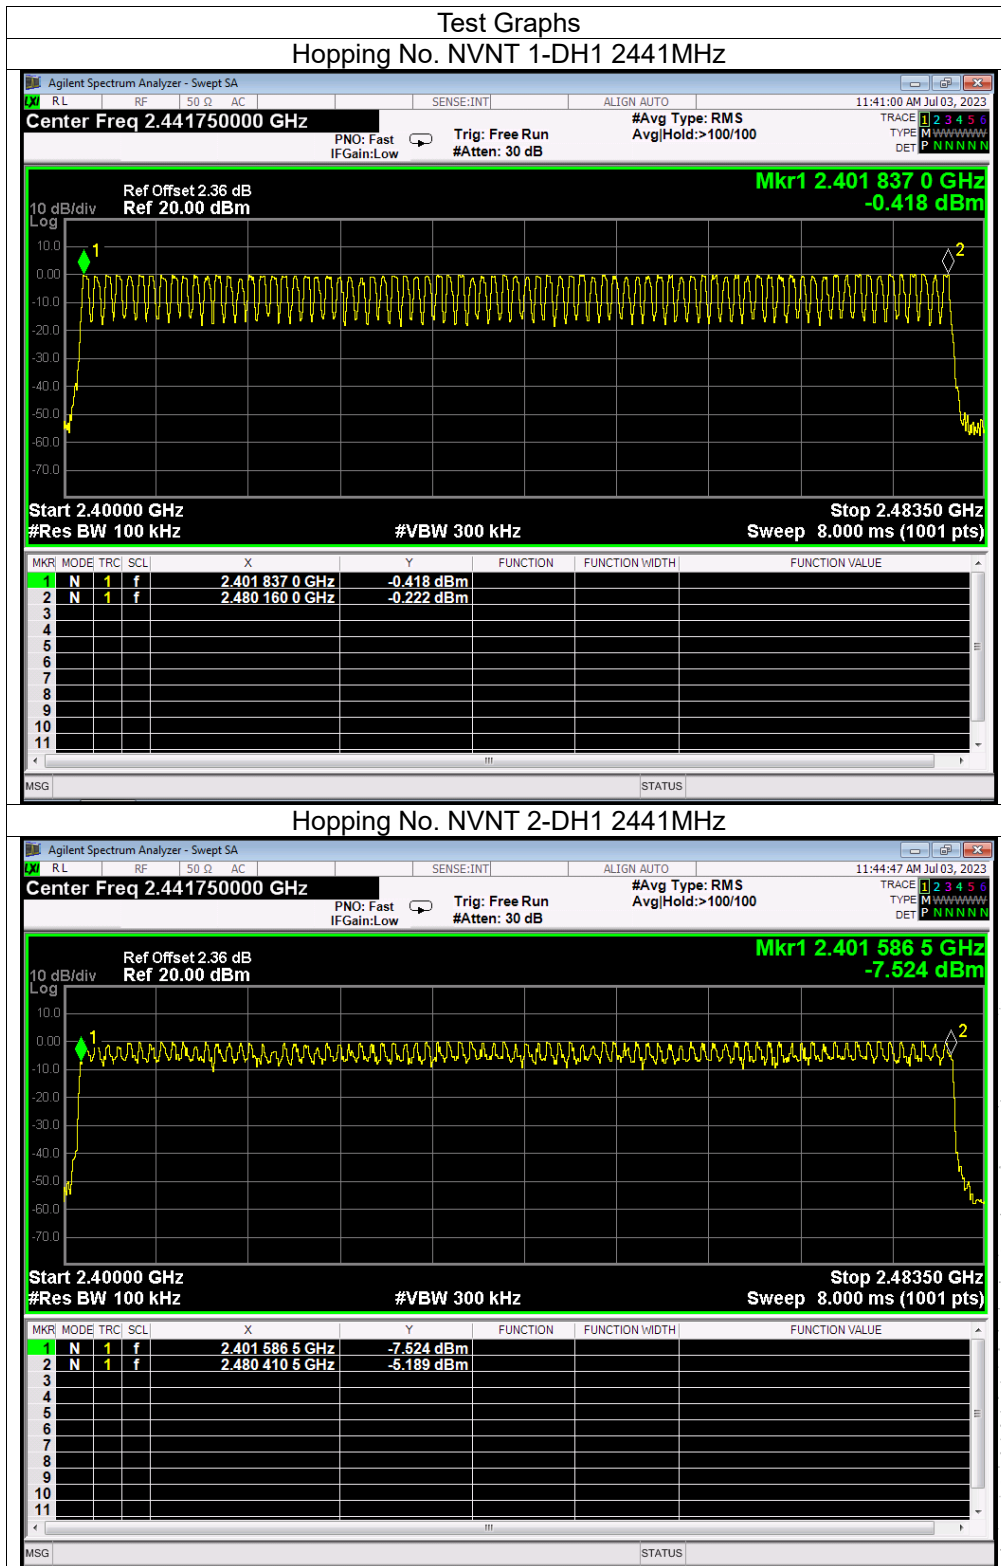 Test Graphs
Hopping No. NVNT 1-DH1 2441MHz
Agilent Spectrum Analyzer - Swept SA
LXI RL RF 50 Ω AC SENSE:INT ALIGN AUTO 11:41:00 AM Jul 03, 2023
Center Freq 2.441750000 GHz #Avg Type: RMS TRACE 1 2 3 4 5 6
PNO: Fast Trig: Free Run Avg|Hold:>100/100 TYPE M WWWWW
IFGain:Low #Atten: 30 dB DET P N N N N N
Mkr1 2.401 837 0 GHz
Ref Offset 2.36 dB
10 dB/div Ref 20.00 dBm -0.418 dBm
Log
10.0
1 2
0.00
-10.0
-20.0
-30.0
-40.0
-50.0
-60.0
-70.0
Start 2.40000 GHz Stop 2.48350 GHz
#Res BW 100 kHz #VBW 300 kHz Sweep 8.000 ms (1001 pts)
MKR MODE TRC SCL X Y FUNCTION FUNCTION WIDTH FUNCTION VALUE
1 N 1 f 2.401 837 0 GHz -0.418 dBm
2 N 1 f 2.480 160 0 GHz -0.222 dBm
3
4
5
6
7
8
9
10
11
MSG STATUS
Hopping No. NVNT 2-DH1 2441MHz
Agilent Spectrum Analyzer - Swept SA
LXI RL RF 50 Ω AC SENSE:INT ALIGN AUTO 11:44:47 AM Jul 03, 2023
Center Freq 2.441750000 GHz #Avg Type: RMS TRACE 1 2 3 4 5 6
PNO: Fast Trig: Free Run Avg|Hold:>100/100 TYPE M WWWWW
IFGain:Low #Atten: 30 dB DET P N N N N N
Mkr1 2.401 586 5 GHz
Ref Offset 2.36 dB
10 dB/div Ref 20.00 dBm -7.524 dBm
Log
10.0
1 2
0.00
-10.0
-20.0
-30.0
-40.0
-50.0
-60.0
-70.0
Start 2.40000 GHz Stop 2.48350 GHz
#Res BW 100 kHz #VBW 300 kHz Sweep 8.000 ms (1001 pts)
MKR MODE TRC SCL X Y FUNCTION FUNCTION WIDTH FUNCTION VALUE
1 N 1 f 2.401 586 5 GHz -7.524 dBm
2 N 1 f 2.480 410 5 GHz -5.189 dBm
3
4
5
6
7
8
9
10
11
MSG STATUS